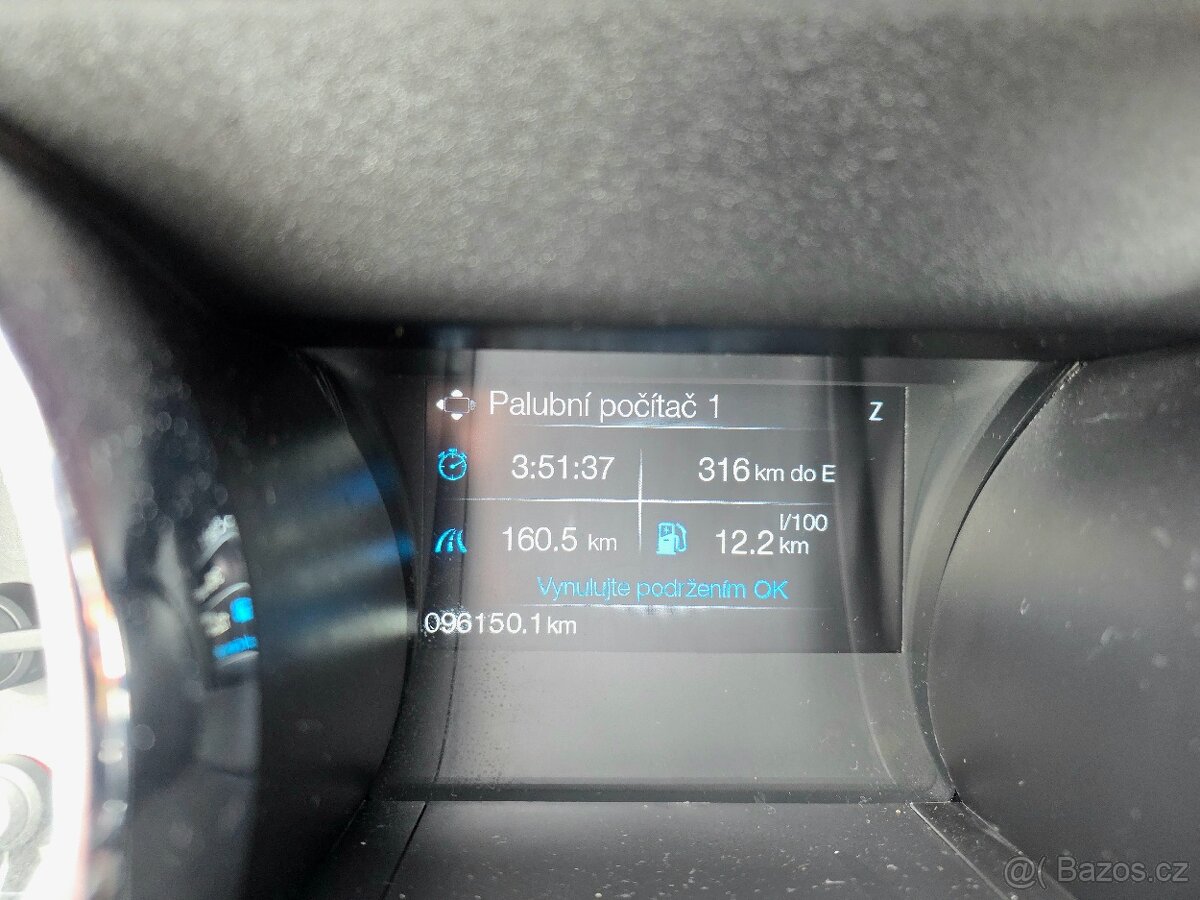 Palubní počítač 1
Z
3:51:37
316 km do E
160.5 km
12.2 l/100 km
Vynulujte podržením OK
096150.1 km
@( Bazos.cz